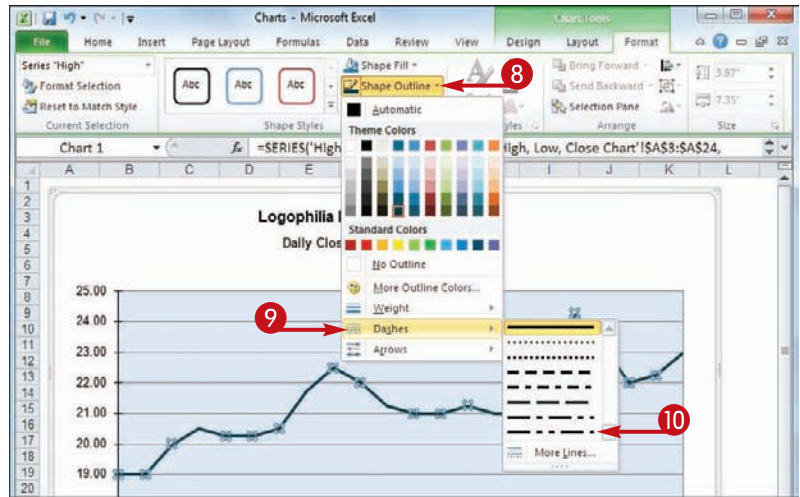 Charts - Microsoft Excel
Chart Tools
File Home Insert Page Layout Formulas Data Review View Design Layout Format
Series "High"
Format Selection
Reset to Match Style
Current Selection
Abc Abc Abc
Shape Styles
Shape Fill
Shape Outline
8
Bring Forward
Send Backward
Selection Pane
Arrange
3.97"
7.35"
Size
Chart 1
fx =SERIES('High
High, Low, Close Chart'!$A$3:$A$24,
A B C D E I J K L
1
2
3
4
5
6
7
8
9
10
11
12
13
14
15
16
17
18
19
20
Logophilia
Daily Clos
25.00
24.00
23.00
22.00
21.00
20.00
19.00
Automatic
Theme Colors
Standard Colors
No Outline
More Outline Colors...
Weight
9
Dashes
Arrows
10
More Lines...